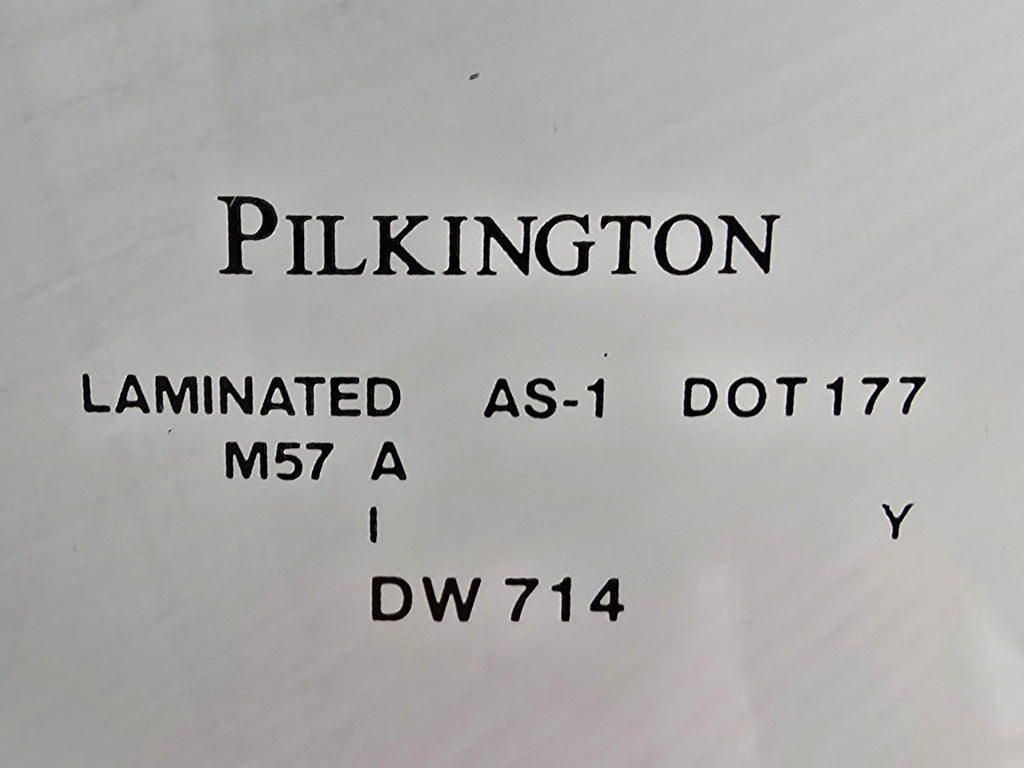 PILKINGTON
LAMINATED AS-1 DOT 177
M57 A
I Y
DW 714